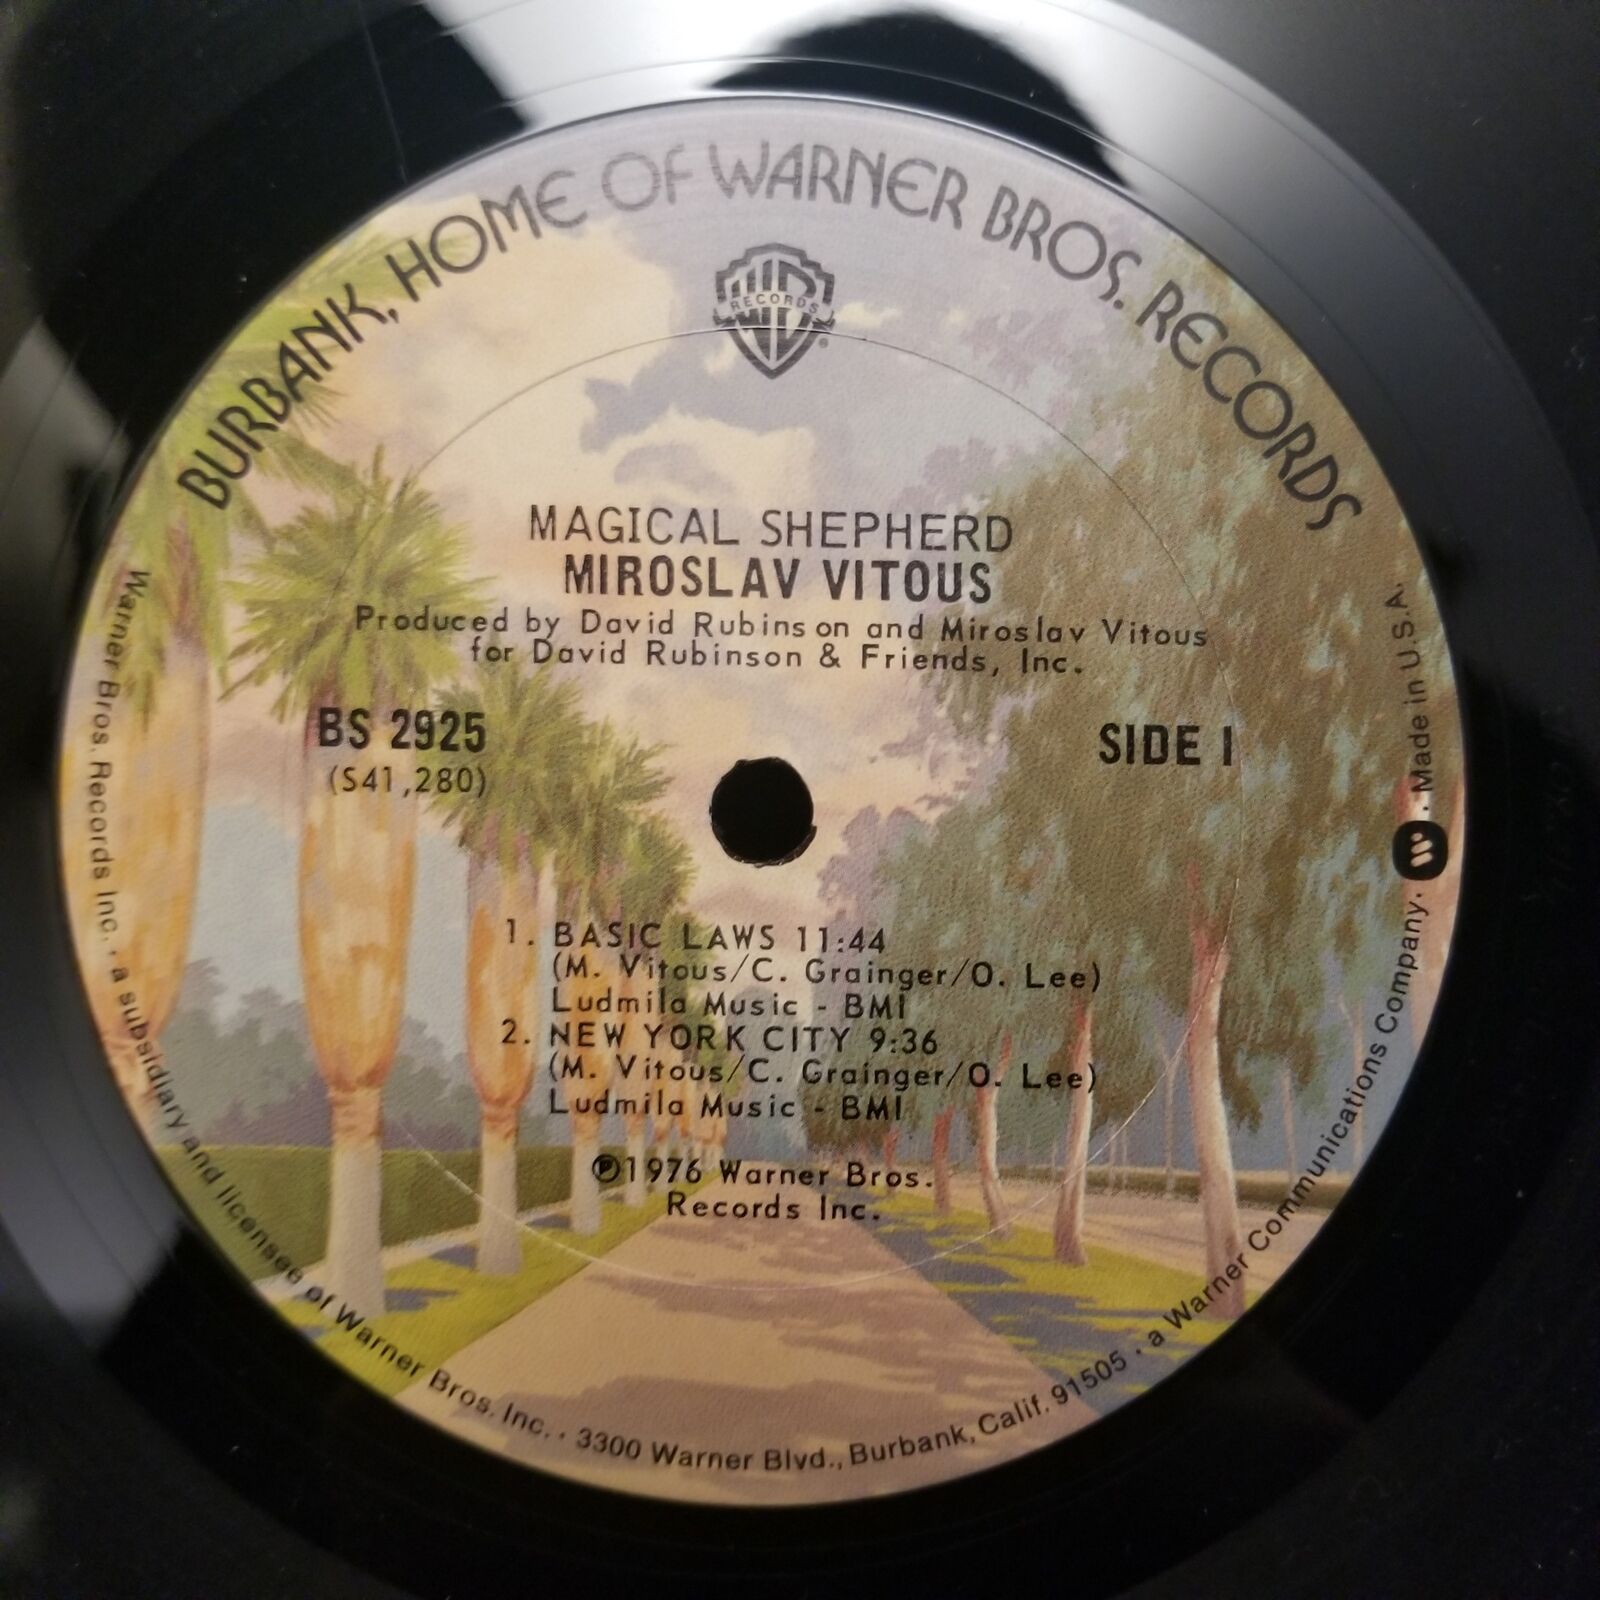 BURBANK, HOME OF WARNER BROS. RECORDS
RECORDS
®
MAGICAL SHEPHERD
MIROSLAV VITOUS
Produced by David Rubinson and Miroslav Vitous
for David Rubinson & Friends, Inc.
BS 2925
SIDE 1
(S41,280)
1. BASIC LAWS 11:44
(M. Vitous/C. Grainger/O. Lee)
Ludmila Music - BMI
2. NEW YORK CITY 9:36
(M. Vitous/C. Grainger/O. Lee)
Ludmila Music - BMI
℗1976 Warner Bros.
Records Inc.
Warner Bros. Records Inc. · a subsidiary and licensee of Warner Bros. Inc. · 3300 Warner Blvd., Burbank, Calif. 91505 · a Warner Communications Company. · Made in U.S.A.